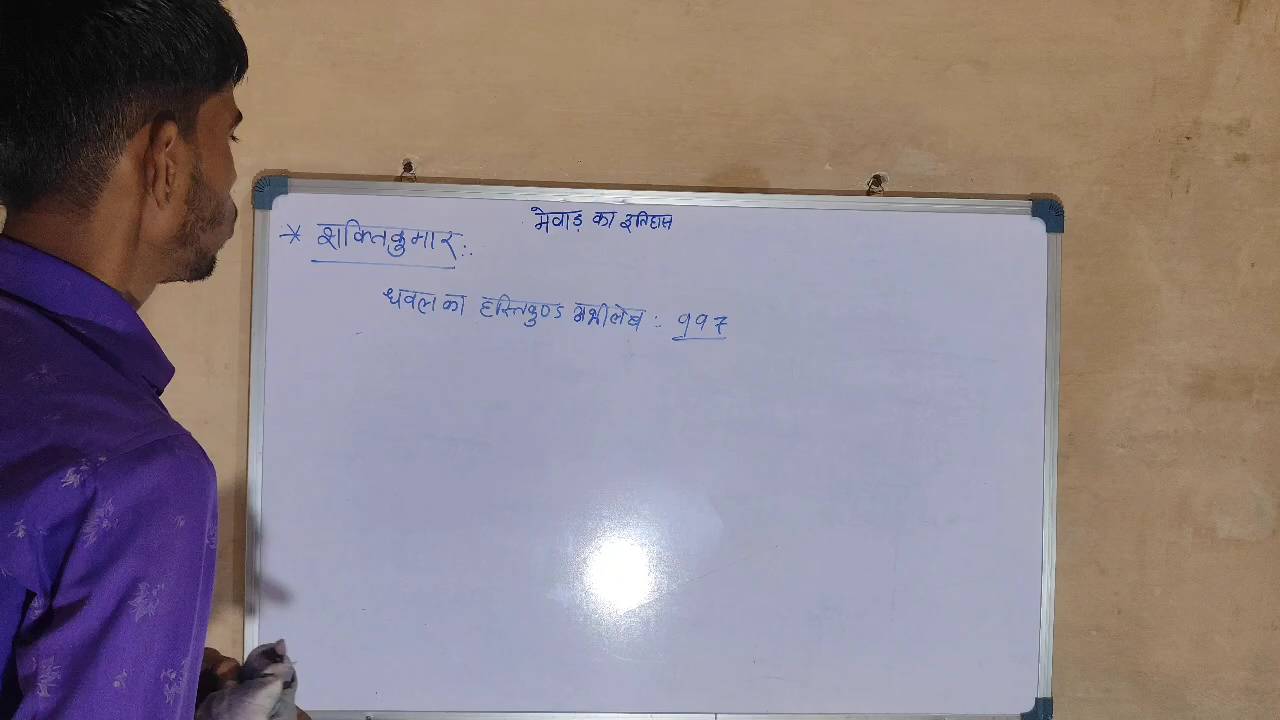 मेवाड़ का इतिहास
* शक्तिकुमार :.
धवल का हस्तिकुण्ड अभीलेख : 997